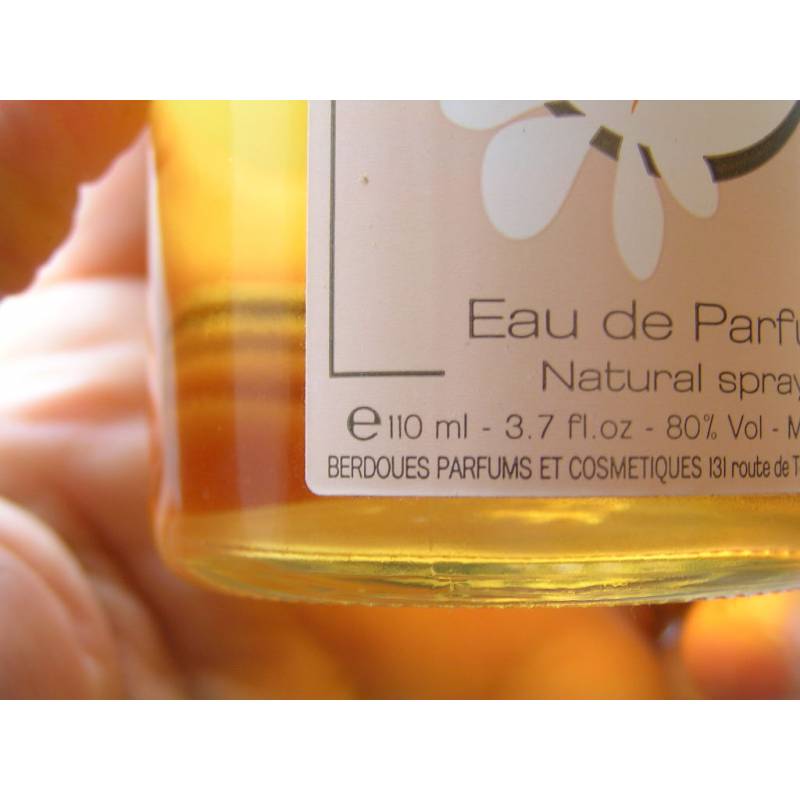 Eau de Parfu
Natural spray
℮ 110 ml - 3.7 fl.oz - 80% Vol - M
BERDOUES PARFUMS ET COSMETIQUES 131 route de T